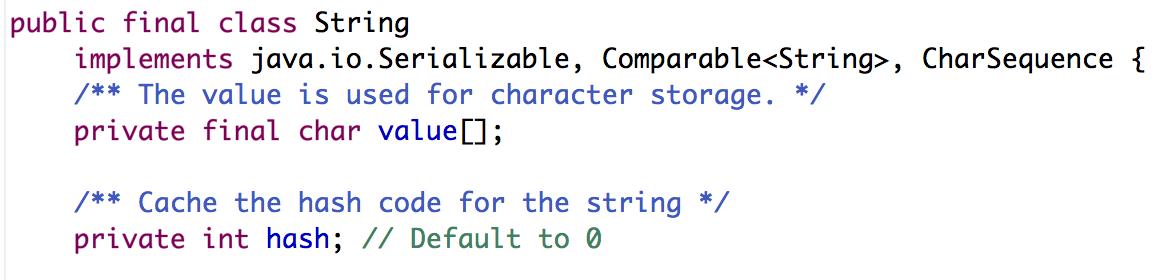 public final class String
    implements java.io.Serializable, Comparable<String>, CharSequence {
    /** The value is used for character storage. */
    private final char value[];

    /** Cache the hash code for the string */
    private int hash; // Default to 0